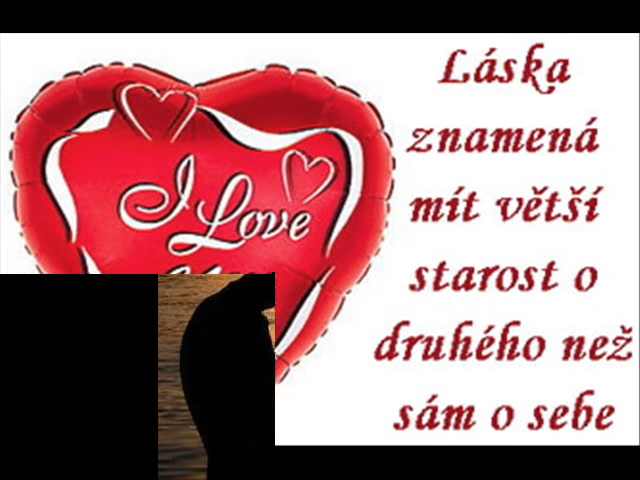 I Love
Láska
znamená
mít větší
starost o
druhého než
sám o sebe